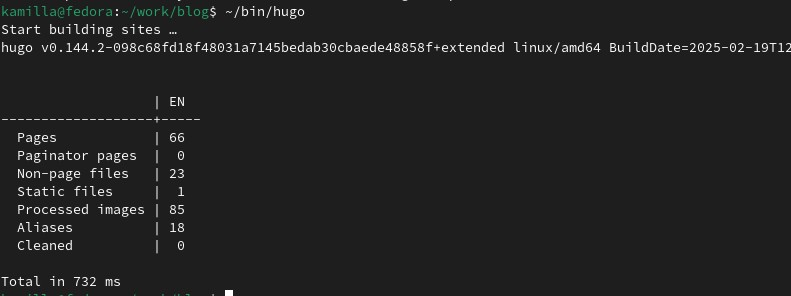 kamilla@fedora:~/work/blog$ ~/bin/hugo
Start building sites …
hugo v0.144.2-098c68fd18f48031a7145bedab30cbaede48858f+extended linux/amd64 BuildDate=2025-02-19T12
| EN
-------------------+-----
Pages | 66
Paginator pages | 0
Non-page files | 23
Static files | 1
Processed images | 85
Aliases | 18
Cleaned | 0
Total in 732 ms